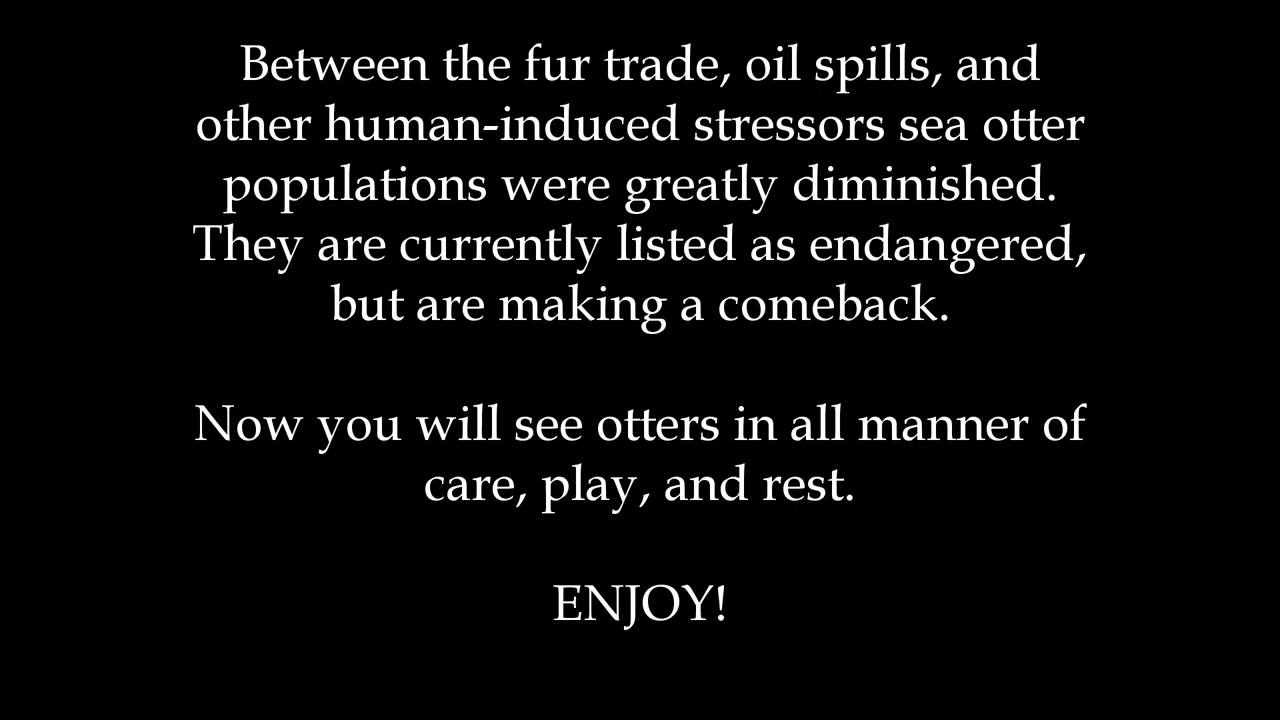 Between the fur trade, oil spills, and
other human-induced stressors sea otter
populations were greatly diminished.
They are currently listed as endangered,
but are making a comeback.
Now you will see otters in all manner of
care, play, and rest.
ENJOY!